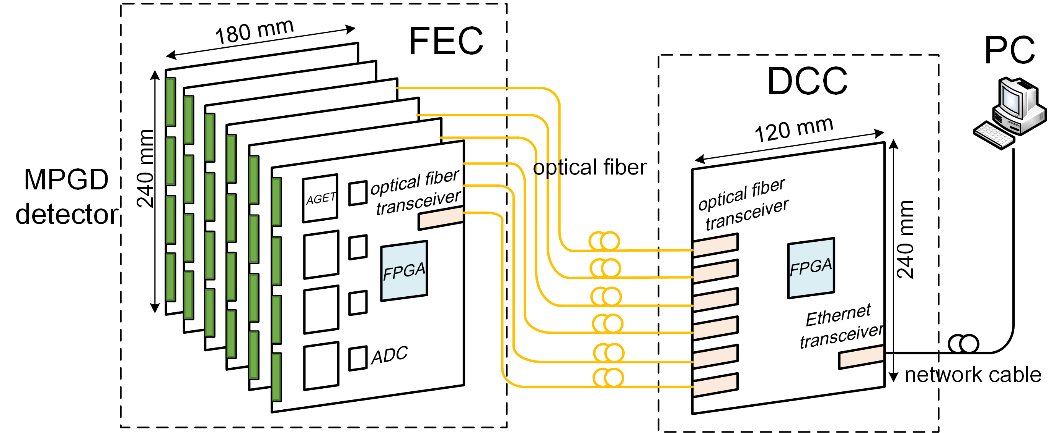 MPGD
detector
180 mm
240 mm
FEC
AGET
optical fiber
transceiver
FPGA
ADC
optical fiber
DCC
120 mm
240 mm
optical fiber
transceiver
FPGA
Ethernet
transceiver
PC
network cable